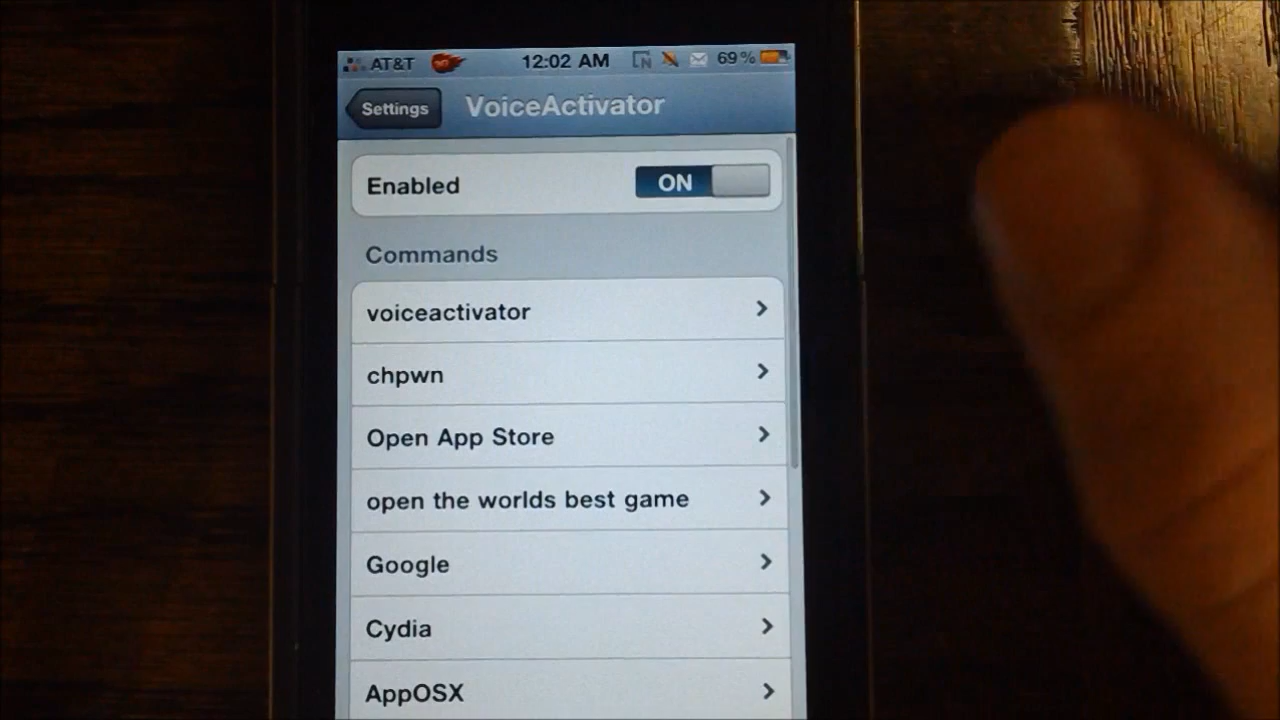 AT&T 12:02 AM N 69%
Settings VoiceActivator
Enabled ON
Commands
voiceactivator
chpwn
Open App Store
open the worlds best game
Google
Cydia
AppOSX